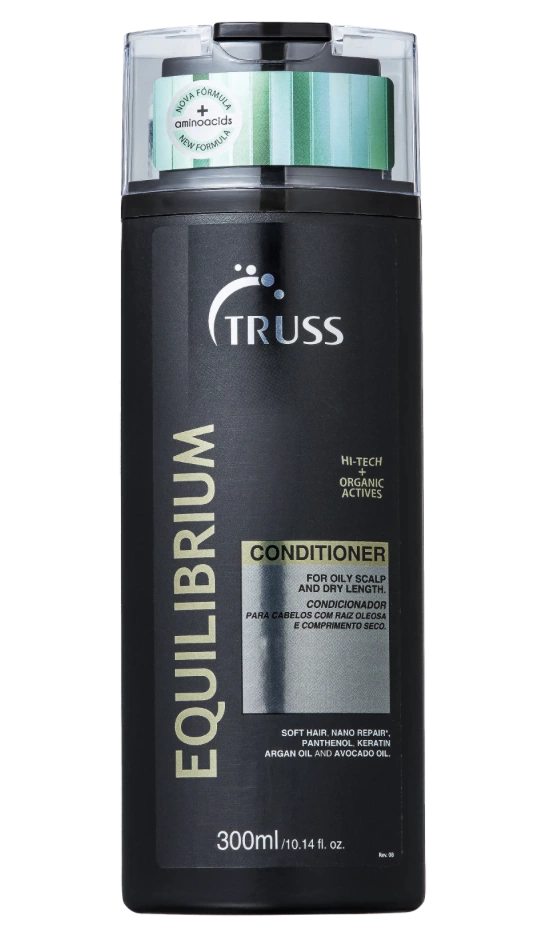 NOVA FÓRMULA
+
aminoacids
NEW FORMULA
TRUSS
EQUILIBRIUM
HI-TECH
+
ORGANIC
ACTIVES
CONDITIONER
FOR OILY SCALP
AND DRY LENGTH.
CONDICIONADOR
PARA CABELOS COM RAIZ OLEOSA
E COMPRIMENTO SECO.
SOFT HAIR, NANO REPAIR*,
PANTHENOL, KERATIN
ARGAN OIL AND AVOCADO OIL.
300ml/10.14 fl. oz.
Rev. 00